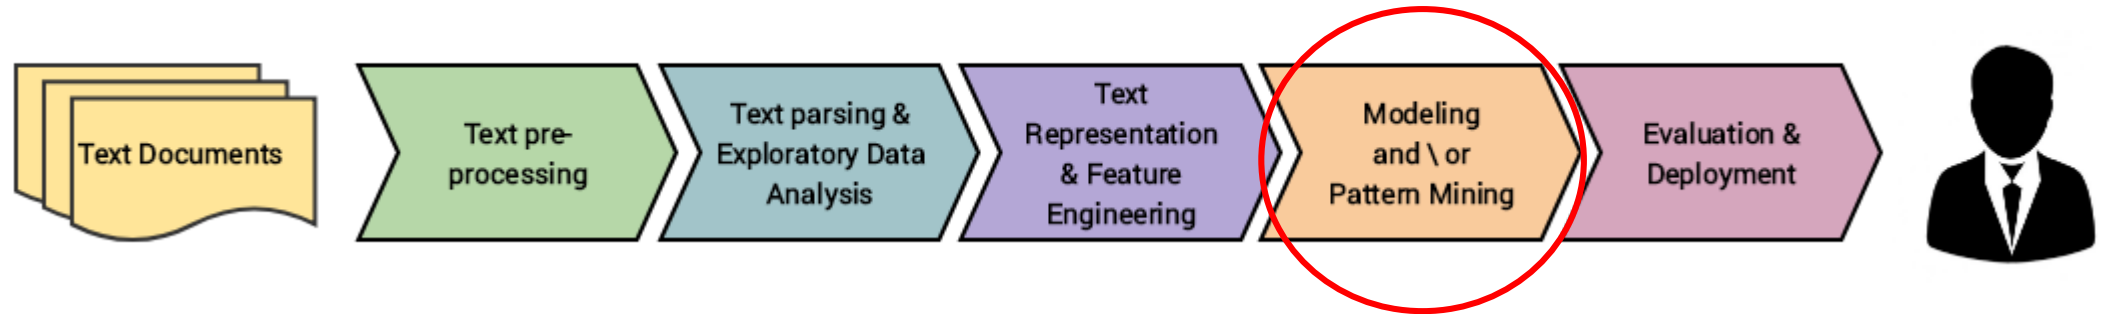 Text Documents
Text pre-
processing
Text parsing &
Exploratory Data
Analysis
Text
Representation
& Feature
Engineering
Modeling
and \ or
Pattern Mining
Evaluation &
Deployment